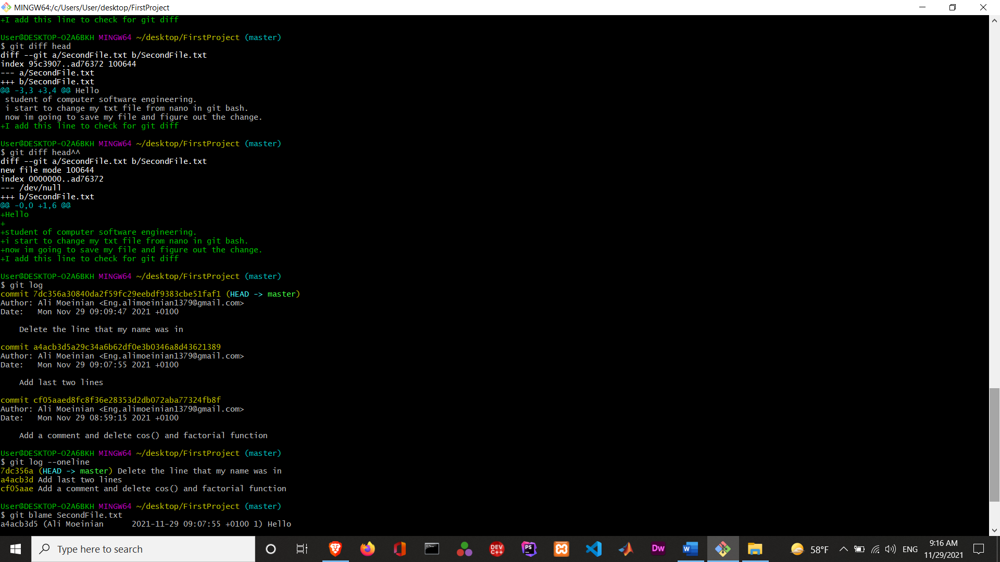 MINGW64:/c/Users/User/desktop/FirstProject
+I add this line to check for git diff
User@DESKTOP-O2A6BKH MINGW64 ~/desktop/FirstProject (master)
$ git diff head
diff --git a/SecondFile.txt b/SecondFile.txt
index 95c3907..ad76372 100644
--- a/SecondFile.txt
+++ b/SecondFile.txt
@@ -3,3 +3,4 @@ Hello
 student of computer software engineering.
 i start to change my txt file from nano in git bash.
 now im going to save my file and figure out the change.
+I add this line to check for git diff
User@DESKTOP-O2A6BKH MINGW64 ~/desktop/FirstProject (master)
$ git diff head^^
diff --git a/SecondFile.txt b/SecondFile.txt
new file mode 100644
index 0000000..ad76372
--- /dev/null
+++ b/SecondFile.txt
@@ -0,0 +1,6 @@
+Hello
+
+student of computer software engineering.
+i start to change my txt file from nano in git bash.
+now im going to save my file and figure out the change.
+I add this line to check for git diff
User@DESKTOP-O2A6BKH MINGW64 ~/desktop/FirstProject (master)
$ git log
commit 7dc356a30840da2f59fc29eebdf9383cbe51faf1 (HEAD -> master)
Author: Ali Moeinian <Eng.alimoeinian1379@gmail.com>
Date:   Mon Nov 29 09:09:47 2021 +0100
    Delete the line that my name was in
commit a4acb3d5a29c34a6b62df0e3b0346a8d43621389
Author: Ali Moeinian <Eng.alimoeinian1379@gmail.com>
Date:   Mon Nov 29 09:07:55 2021 +0100
    Add last two lines
commit cf05aaed8fc8f36e28353d2db072aba77324fb8f
Author: Ali Moeinian <Eng.alimoeinian1379@gmail.com>
Date:   Mon Nov 29 08:59:15 2021 +0100
    Add a comment and delete cos() and factorial function
User@DESKTOP-O2A6BKH MINGW64 ~/desktop/FirstProject (master)
$ git log --oneline
7dc356a (HEAD -> master) Delete the line that my name was in
a4acb3d Add last two lines
cf05aae Add a comment and delete cos() and factorial function
User@DESKTOP-O2A6BKH MINGW64 ~/desktop/FirstProject (master)
$ git blame SecondFile.txt
a4acb3d5 (Ali Moeinian      2021-11-29 09:07:55 +0100 1) Hello
Type here to search
DEV C++
PS
Dw
W
58°F
ENG
9:16 AM
11/29/2021